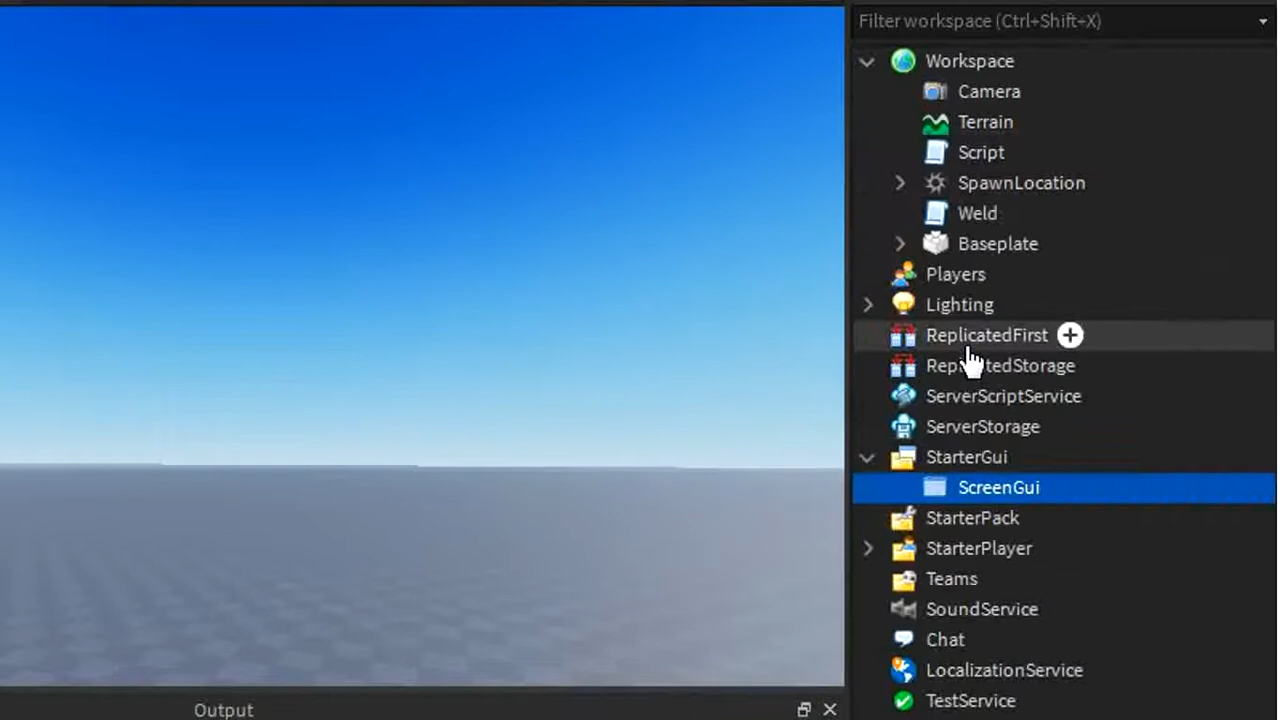 Filter workspace (Ctrl+Shift+X)
Workspace
Camera
Terrain
Script
SpawnLocation
Weld
Baseplate
Players
Lighting
ReplicatedFirst
ServerScriptService
ServerStorage
StarterGui
ScreenGui
StarterPack
StarterPlayer
Teams
SoundService
Chat
LocalizationService
TestService
Output